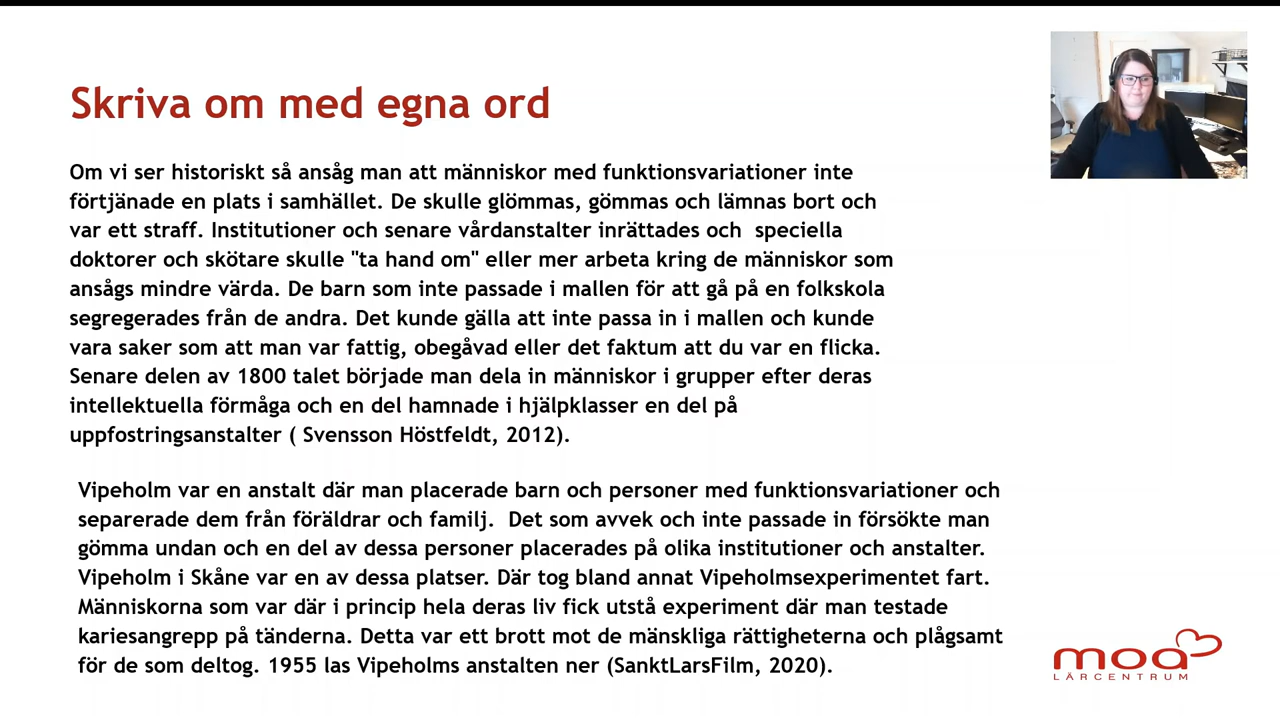 Skriva om med egna ord
Om vi ser historiskt så ansåg man att människor med funktionsvariationer inte
förtjänade en plats i samhället. De skulle glömmas, gömmas och lämnas bort och
var ett straff. Institutioner och senare vårdanstalter inrättades och  speciella
doktorer och skötare skulle "ta hand om" eller mer arbeta kring de människor som
ansågs mindre värda. De barn som inte passade i mallen för att gå på en folkskola
segregerades från de andra. Det kunde gälla att inte passa in i mallen och kunde
vara saker som att man var fattig, obegåvad eller det faktum att du var en flicka.
Senare delen av 1800 talet började man dela in människor i grupper efter deras
intellektuella förmåga och en del hamnade i hjälpklasser en del på
uppfostringsanstalter ( Svensson Höstfeldt, 2012).
Vipeholm var en anstalt där man placerade barn och personer med funktionsvariationer och
separerade dem från föräldrar och familj.  Det som avvek och inte passade in försökte man
gömma undan och en del av dessa personer placerades på olika institutioner och anstalter.
Vipeholm i Skåne var en av dessa platser. Där tog bland annat Vipeholmsexperimentet fart.
Människorna som var där i princip hela deras liv fick utstå experiment där man testade
kariesangrepp på tänderna. Detta var ett brott mot de mänskliga rättigheterna och plågsamt
för de som deltog. 1955 las Vipeholms anstalten ner (SanktLarsFilm, 2020).
moa
LÄRCENTRUM